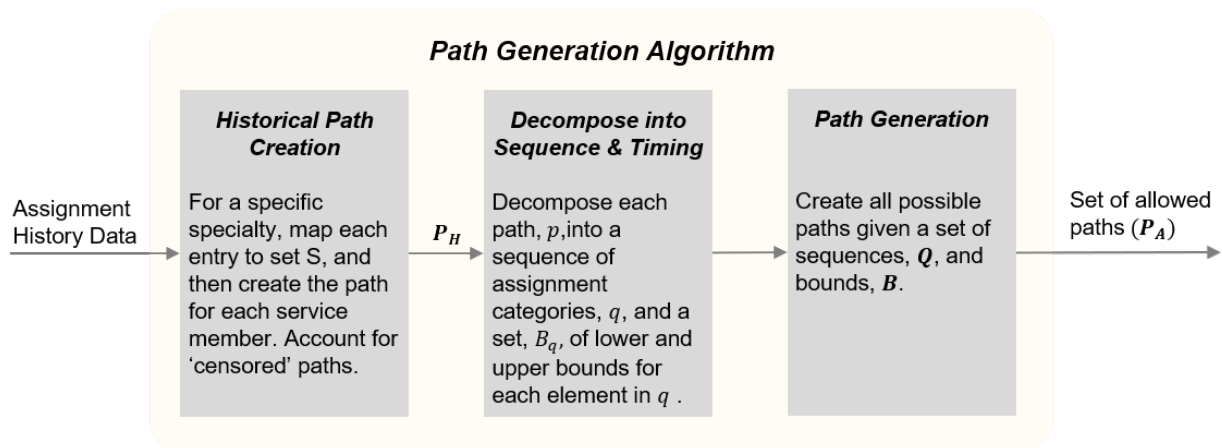 Path Generation Algorithm
Assignment
History Data
Historical Path
Creation
For a specific
specialty, map each
entry to set S, and
then create the path
for each service
member. Account for
‘censored’ paths.
P_H
Decompose into
Sequence & Timing
Decompose each
path, p,into a
sequence of
assignment
categories, q, and a
set, B_q, of lower and
upper bounds for
each element in q .
Path Generation
Create all possible
paths given a set of
sequences, Q, and
bounds, B.
Set of allowed
paths (P_A)